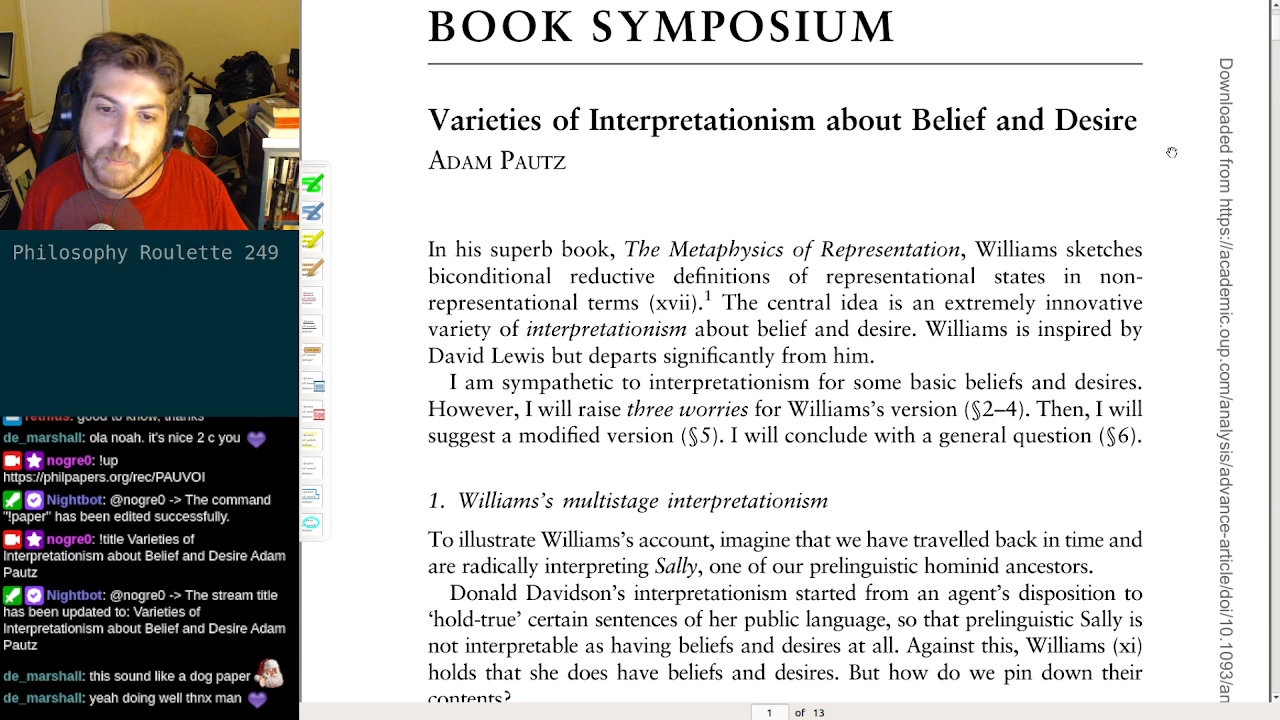 BOOK SYMPOSIUM
Varieties of Interpretationism about Belief and Desire
ADAM PAUTZ
In his superb book, The Metaphysics of Representation, Williams sketches
biconditional reductive definitions of representational states in non-
representational terms (xvii).1 The central idea is an extremely innovative
variety of interpretationism about belief and desire. Williams is inspired by
David Lewis but departs significantly from him.
I am sympathetic to interpretationism for some basic beliefs and desires.
However, I will raise three worries for Williams's version (§2–4). Then I will
suggest a modified version (§5). I will conclude with a general question (§6).
1. Williams's multistage interpretationism
To illustrate Williams's account, imagine that we have travelled back in time and
are radically interpreting Sally, one of our prelinguistic hominid ancestors.
Donald Davidson's interpretationism started from an agent's disposition to
‘hold-true’ certain sentences of her public language, so that prelinguistic Sally is
not interpretable as having beliefs and desires at all. Against this, Williams (xi)
holds that she does have beliefs and desires. But how do we pin down their
contents?
Downloaded from https://academic.oup.com/analysis/advance-article/doi/10.1093/an
Philosophy Roulette 249
good to know, thanks
de_marshall: ola noah. it's nice 2 c you
nogre0: !up
https://philpapers.org/rec/PAUVOI
Nightbot: @nogre0 -> The command
"!paper" has been edited successfully.
nogre0: !title Varieties of
Interpretationism about Belief and Desire Adam
Pautz
Nightbot: @nogre0 -> The stream title
has been updated to: Varieties of
Interpretationism about Belief and Desire Adam
Pautz
de_marshall: this sound like a dog paper
de_marshall: yeah doing well thnx man
1 of 13